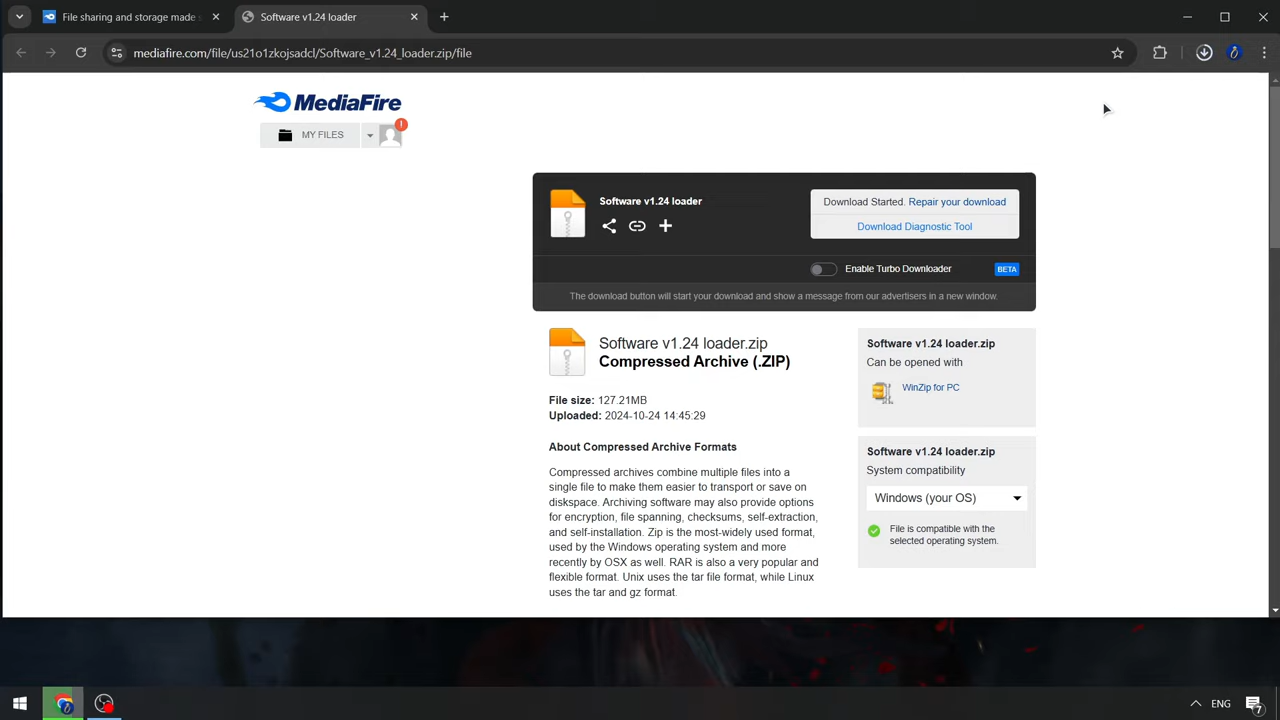 File sharing and storage made
Software v1.24 loader
mediafire.com/file/us21o1zkojsadcl/Software_v1.24_loader.zip/file
MediaFire
MY FILES
!
Software v1.24 loader
Download Started. Repair your download
Download Diagnostic Tool
Enable Turbo Downloader
BETA
The download button will start your download and show a message from our advertisers in a new window.
Software v1.24 loader.zip
Compressed Archive (.ZIP)
File size: 127.21MB
Uploaded: 2024-10-24 14:45:29
About Compressed Archive Formats
Compressed archives combine multiple files into a
single file to make them easier to transport or save on
diskspace. Archiving software may also provide options
for encryption, file spanning, checksums, self-extraction,
and self-installation. Zip is the most-widely used format,
used by the Windows operating system and more
recently by OSX as well. RAR is also a very popular and
flexible format. Unix uses the tar file format, while Linux
uses the tar and gz format.
Software v1.24 loader.zip
Can be opened with
WinZip for PC
Software v1.24 loader.zip
System compatibility
Windows (your OS)
File is compatible with the
selected operating system.
ENG
7